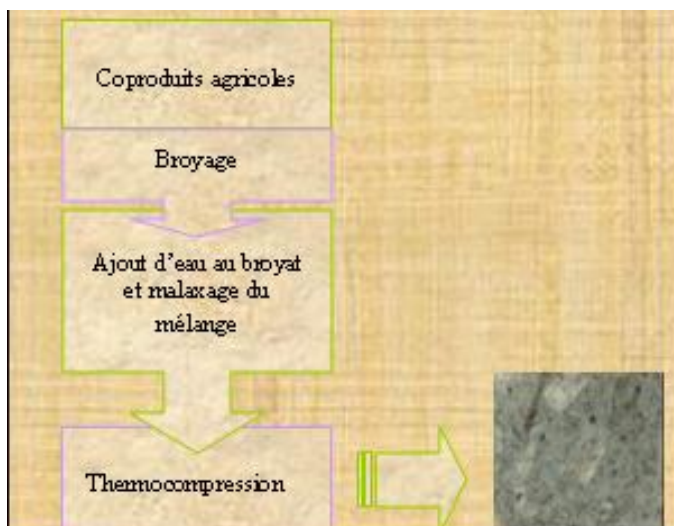 Coproduits agricoles
Broyage
Ajout d'eau au broyat
et malaxage du
mélange
Thermocompression